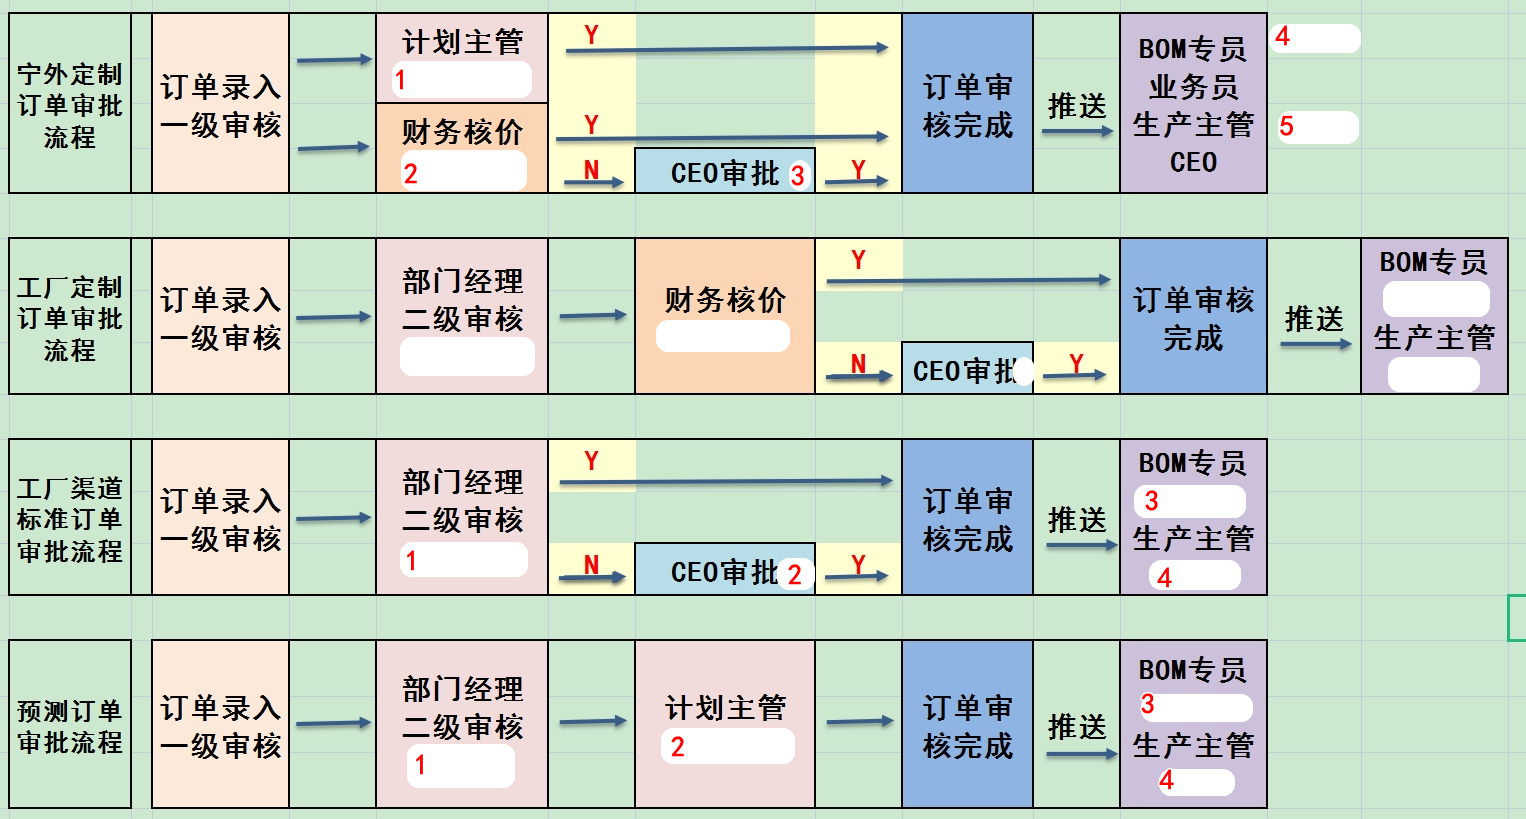 宁外定制
订单审批
流程
订单录入
一级审核
计划主管
1
财务核价
2
Y
Y
N
CEO审批 3
Y
订单审
核完成
推送
BOM专员
业务员
生产主管
CEO
4
5
工厂定制
订单审批
流程
订单录入
一级审核
部门经理
二级审核
财务核价
Y
N
CEO审批
Y
订单审核
完成
推送
BOM专员
生产主管
工厂渠道
标准订单
审批流程
订单录入
一级审核
部门经理
二级审核
1
Y
N
CEO审批 2
Y
订单审
核完成
推送
BOM专员
3
生产主管
4
预测订单
审批流程
订单录入
一级审核
部门经理
二级审核
1
计划主管
2
订单审
核完成
推送
BOM专员
3
生产主管
4